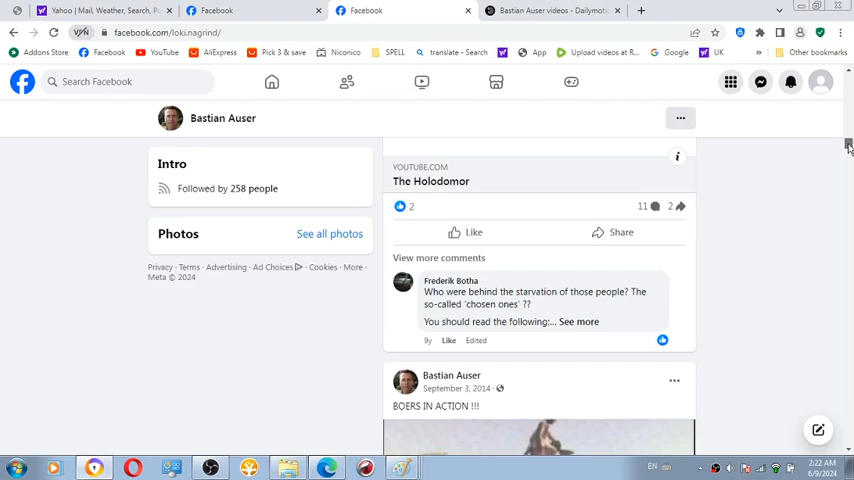 Yahoo | Mail, Weather, Search, Po
Facebook
Facebook
Bastian Auser videos - Dailymoti
facebook.com/loki.nagrind/
Addons Store
Facebook
YouTube
AliExpress
Pick 3 & save
Niconico
SPELL
translate - Search
App
Upload videos at R...
Google
UK
Other bookmarks
Search Facebook
Bastian Auser
Intro
Followed by 258 people
Photos
See all photos
Privacy · Terms · Advertising · Ad Choices · Cookies · More ·
Meta © 2024
YOUTUBE.COM
The Holodomor
2
11
2
Like
Share
View more comments
Frederik Botha
Who were behind the starvation of those people? The
so-called 'chosen ones' ??
You should read the following:... See more
9y Like Edited
Bastian Auser
September 3, 2014 ·
BOERS IN ACTION !!!
EN
2:22 AM
6/9/2024